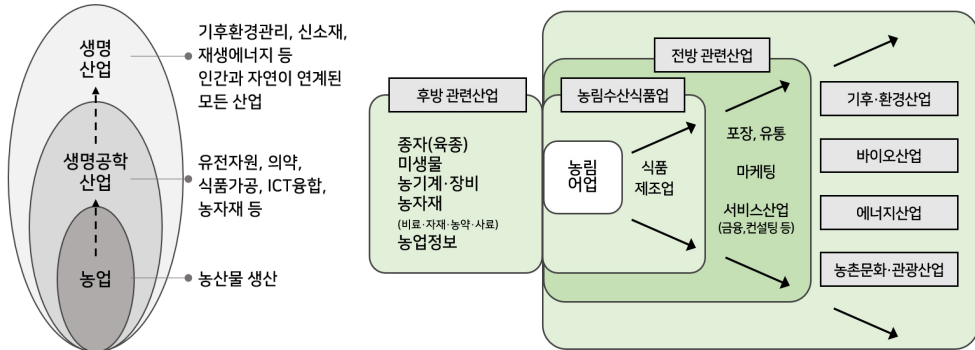 생명
산업
기후환경관리, 신소재,
재생에너지 등
인간과 자연이 연계된
모든 산업
생명공학
산업
유전자원, 의약,
식품가공, ICT융합,
농자재 등
농업
농산물 생산
후방 관련산업
종자(육종)
미생물
농기계·장비
농자재
(비료·자재·농약·사료)
농업정보
농림수산식품업
농림
어업
식품
제조업
전방 관련산업
포장, 유통
마케팅
서비스산업
(금융,컨설팅 등)
기후·환경산업
바이오산업
에너지산업
농촌문화·관광산업